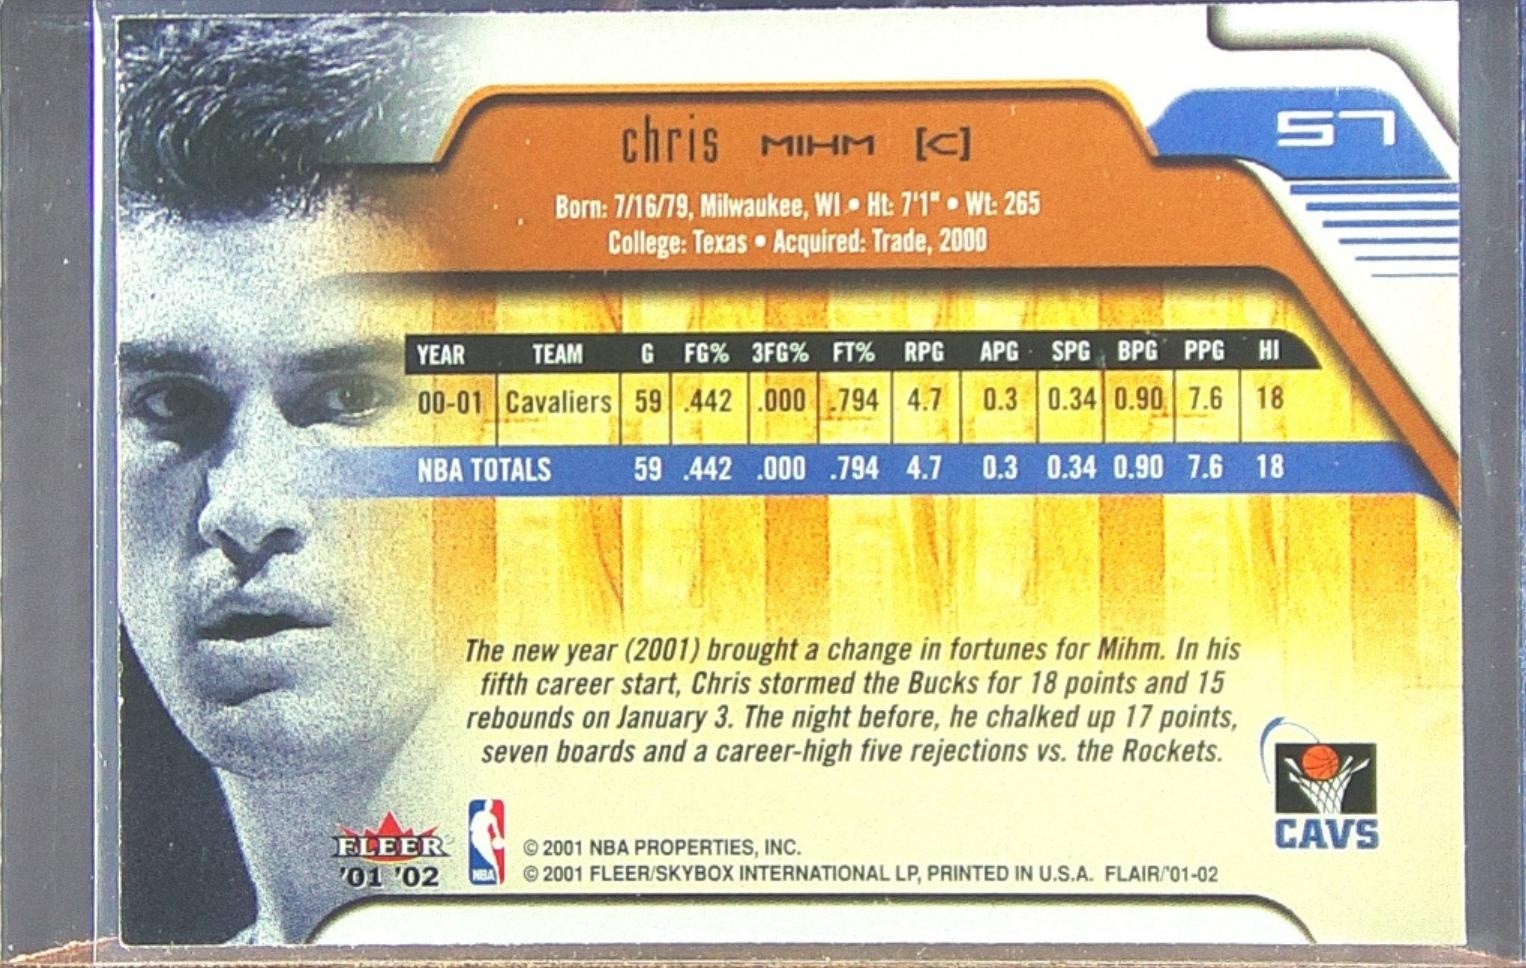 chris MIHM [C]
57
Born: 7/16/79, Milwaukee, WI • Ht: 7'1" • Wt: 265
College: Texas • Acquired: Trade, 2000
YEAR TEAM G FG% 3FG% FT% RPG APG SPG BPG PPG HI
00-01 Cavaliers 59 .442 .000 .794 4.7 0.3 0.34 0.90 7.6 18
NBA TOTALS 59 .442 .000 .794 4.7 0.3 0.34 0.90 7.6 18
The new year (2001) brought a change in fortunes for Mihm. In his
fifth career start, Chris stormed the Bucks for 18 points and 15
rebounds on January 3. The night before, he chalked up 17 points,
seven boards and a career-high five rejections vs. the Rockets.
CAVS
FLEER
'01 '02
NBA
© 2001 NBA PROPERTIES, INC.
© 2001 FLEER/SKYBOX INTERNATIONAL LP, PRINTED IN U.S.A. FLAIR/'01-02